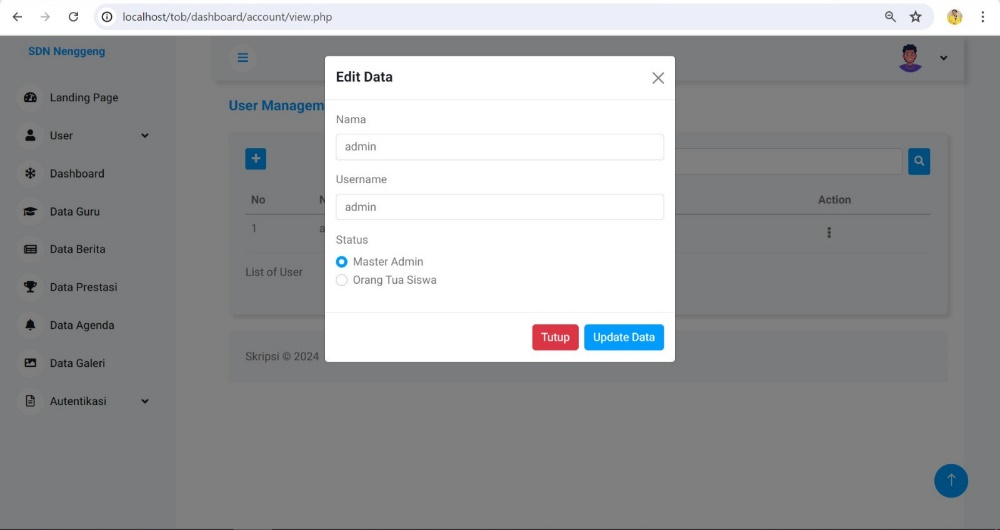 localhost/tob/dashboard/account/view.php
SDN Nenggeng
Landing Page
User
Dashboard
Data Guru
Data Berita
Data Prestasi
Data Agenda
Data Galeri
Autentikasi
User Managem
No
Action
1
List of User
Skripsi © 2024
Edit Data
Nama
admin
Username
admin
Status
Master Admin
Orang Tua Siswa
Tutup
Update Data